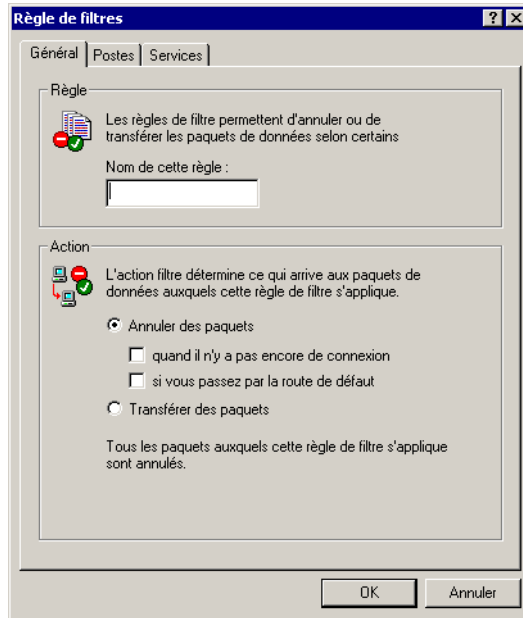 Règle de filtres
Général
Postes
Services
Règle
Les règles de filtre permettent d'annuler ou de
transférer les paquets de données selon certains
Nom de cette règle :
Action
L'action filtre détermine ce qui arrive aux paquets de
données auxquels cette règle de filtre s'applique.
Annuler des paquets
quand il n'y a pas encore de connexion
si vous passez par la route de défaut
Transférer des paquets
Tous les paquets auxquels cette règle de filtre s'applique
sont annulés.
OK
Annuler